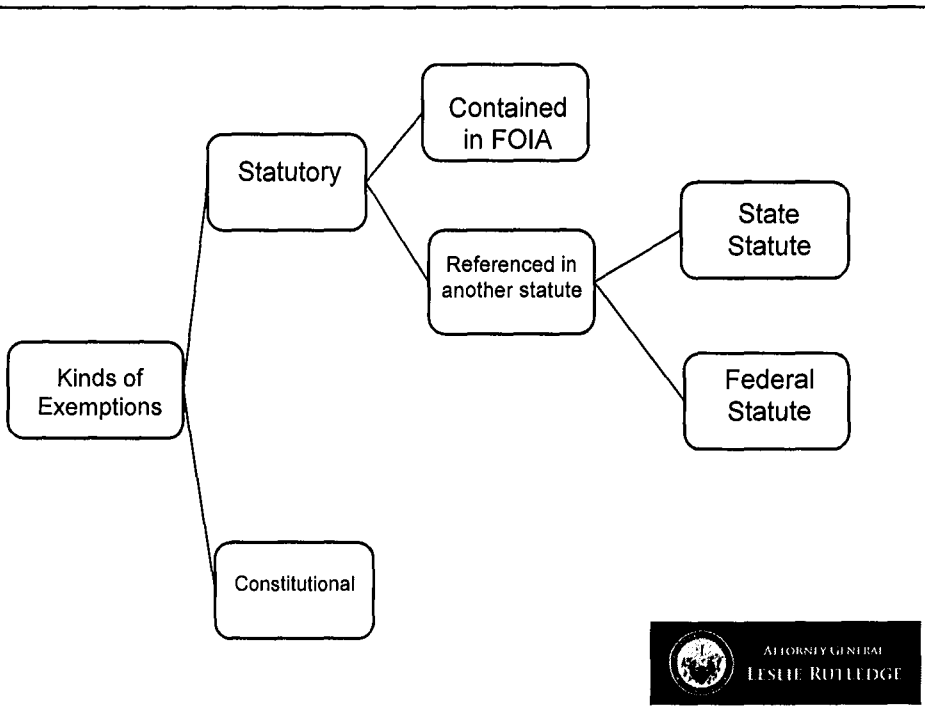 Contained
in FOIA
Statutory
State
Statute
Referenced in
another statute
Kinds of
Exemptions
Federal
Statute
Constitutional
ATTORNEY GENERAL
LESLIE RUTLEDGE